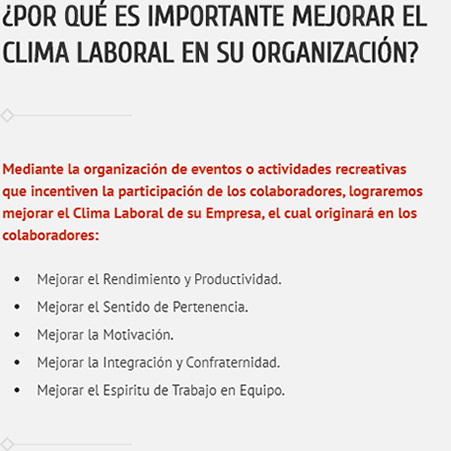 ¿POR QUÉ ES IMPORTANTE MEJORAR EL
CLIMA LABORAL EN SU ORGANIZACIÓN?
Mediante la organización de eventos o actividades recreativas
que incentiven la participación de los colaboradores, lograremos
mejorar el Clima Laboral de su Empresa, el cual originará en los
colaboradores:
• Mejorar el Rendimiento y Productividad.
• Mejorar el Sentido de Pertenencia.
• Mejorar la Motivación.
• Mejorar la Integración y Confraternidad.
• Mejorar el Espiritu de Trabajo en Equipo.